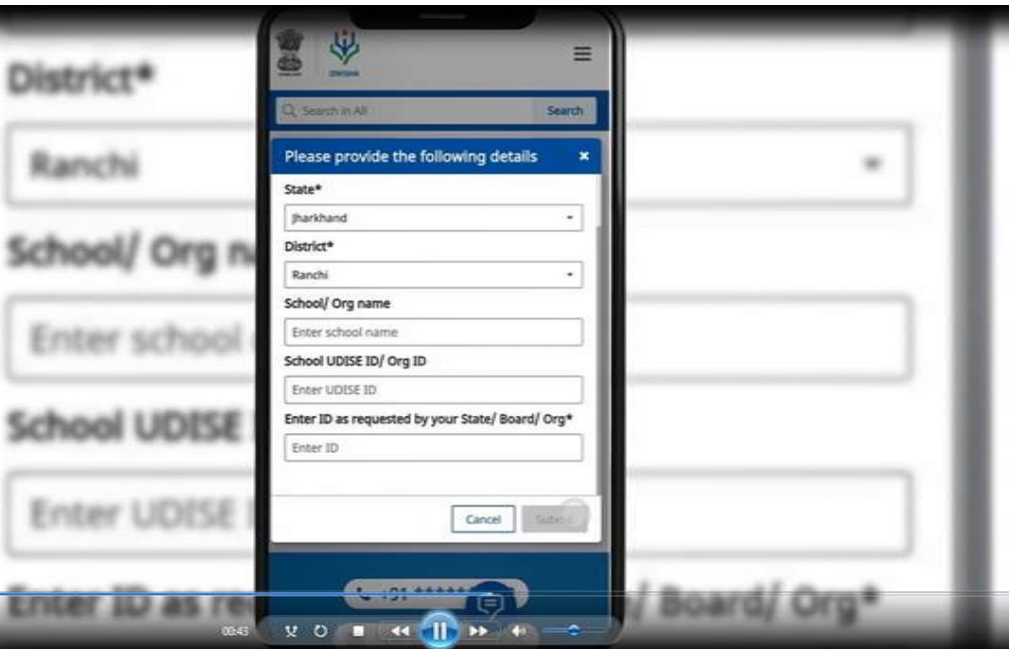 DIKSHA
Search in All
Search
Please provide the following details
State*
Jharkhand
District*
Ranchi
School/ Org name
Enter school name
School UDISE ID/ Org ID
Enter UDISE ID
Enter ID as requested by your State/ Board/ Org*
Enter ID
Cancel
Submit
District*
Ranchi
School/ Org
Enter school
School UDISE
Enter UDISE
Enter ID as
/ Board/ Org*
00:43